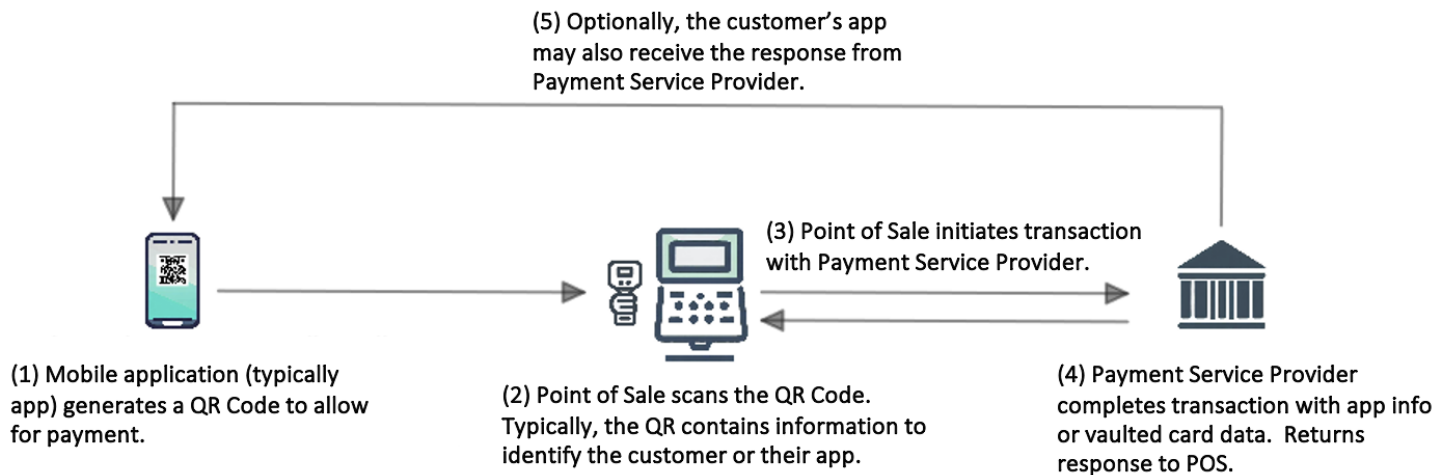 (5) Optionally, the customer’s app
may also receive the response from
Payment Service Provider.
(3) Point of Sale initiates transaction
with Payment Service Provider.
(1) Mobile application (typically
app) generates a QR Code to allow
for payment.
(2) Point of Sale scans the QR Code.
Typically, the QR contains information to
identify the customer or their app.
(4) Payment Service Provider
completes transaction with app info
or vaulted card data.  Returns
response to POS.